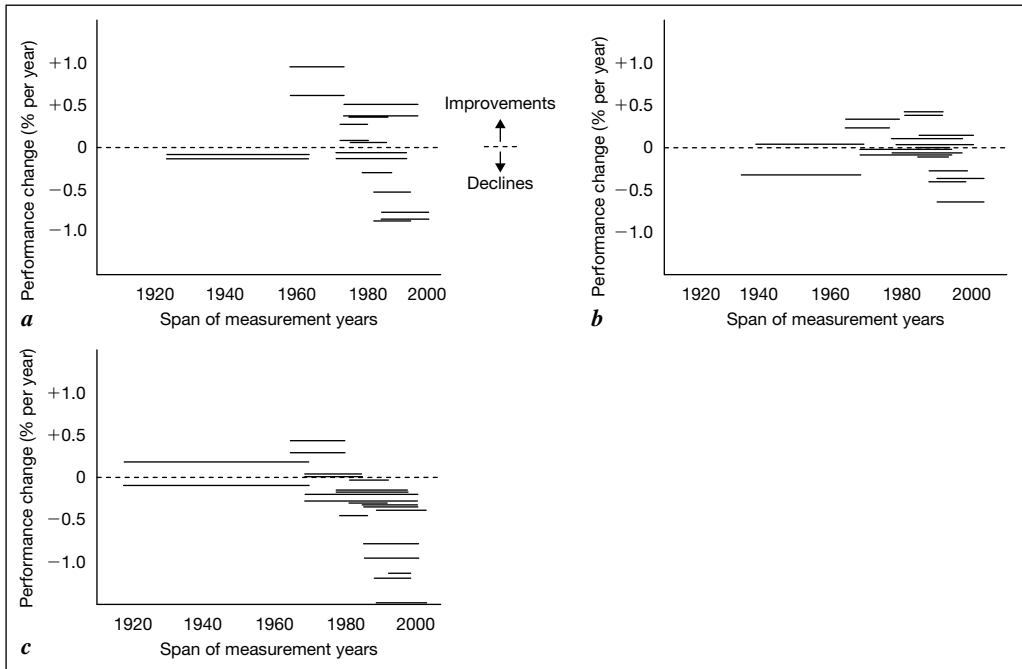 Performance change (% per year)
+1.0
+0.5
0
−0.5
−1.0
1920 1940 1960 1980 2000
Span of measurement years
a
Improvements
Declines
Performance change (% per year)
+1.0
+0.5
0
−0.5
−1.0
1920 1940 1960 1980 2000
Span of measurement years
b
Performance change (% per year)
+1.0
+0.5
0
−0.5
−1.0
1920 1940 1960 1980 2000
Span of measurement years
c